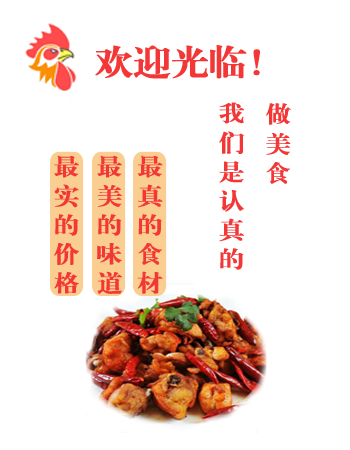 欢迎光临!
做美食
我们是认真的
最真的食材
最美的味道
最实的价格